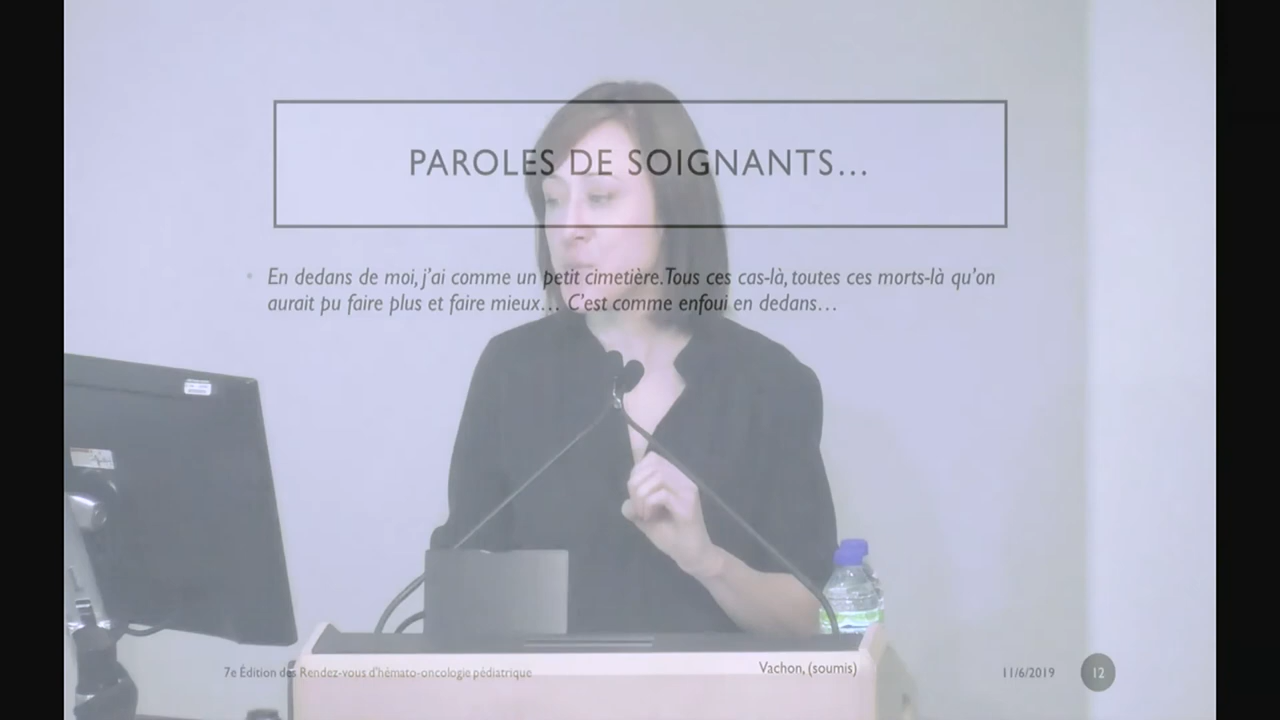 PAROLES DE SOIGNANTS...
• En dedans de moi, j'ai comme un petit cimetière. Tous ces cas-là, toutes ces morts-là qu'on
aurait pu faire plus et faire mieux... C'est comme enfoui en dedans...
7e Édition des Rendez-vous d'hémato-oncologie pédiatrique
Vachon, (soumis)
11/6/2019
12